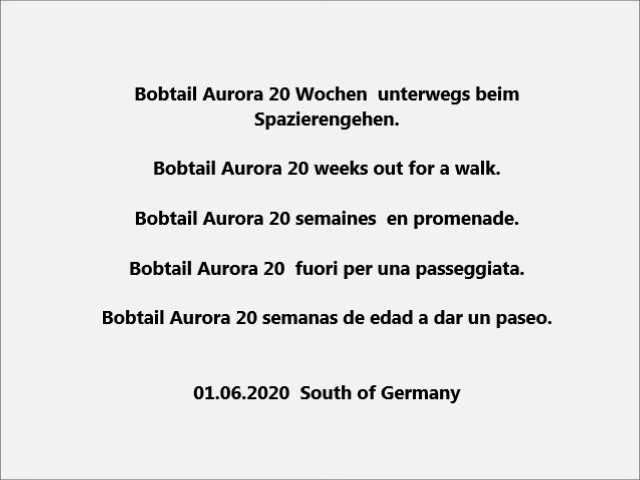 Bobtail Aurora 20 Wochen  unterwegs beim
Spazierengehen.
Bobtail Aurora 20 weeks out for a walk.
Bobtail Aurora 20 semaines  en promenade.
Bobtail Aurora 20  fuori per una passeggiata.
Bobtail Aurora 20 semanas de edad a dar un paseo.
01.06.2020  South of Germany